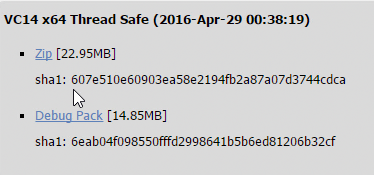 VC14 x64 Thread Safe (2016-Apr-29 00:38:19)
Zip [22.95MB]
sha1: 607e510e60903ea58e2194fb2a87a07d3744cdca
Debug Pack [14.85MB]
sha1: 6eab04f098550fffd2998641b5b6ed81206b32cf